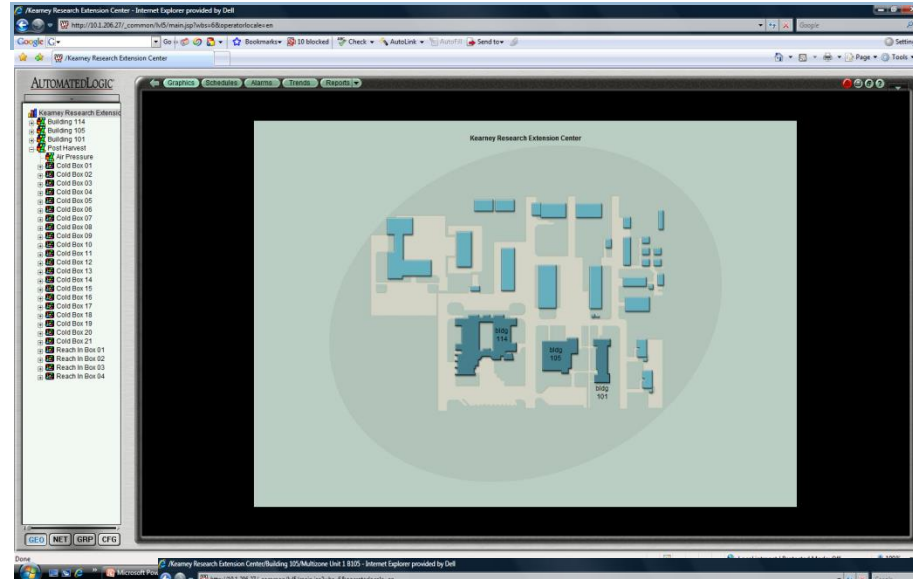 /Kearney Research Extension Center - Internet Explorer provided by Dell
http://10.1.206.27/_common/lvl5/main.jsp?wbs=6&operatorlocale=en
Google
Google G Go Bookmarks 10 blocked Check AutoLink AutoFill Send to Settin
/Kearney Research Extension Center Page Tools
AUTOMATEDLOGIC
Graphics Schedules Alarms Trends Reports
Kearney Research Extensio
Building 114
Building 105
Building 101
Post Harvest
Air Pressure
Cold Box 01
Cold Box 02
Cold Box 03
Cold Box 04
Cold Box 05
Cold Box 06
Cold Box 07
Cold Box 08
Cold Box 09
Cold Box 10
Cold Box 11
Cold Box 12
Cold Box 13
Cold Box 14
Cold Box 15
Cold Box 16
Cold Box 17
Cold Box 18
Cold Box 19
Cold Box 20
Cold Box 21
Reach In Box 01
Reach In Box 02
Reach In Box 03
Reach In Box 04
Kearney Research Extension Center
bldg
114
bldg
105
bldg
101
GEO NET GRP CFG
Done
Microsoft Pow
/Kearney Research Extension Center/Building 105/Multizone Unit 1 B105 - Internet Explorer provided by Dell